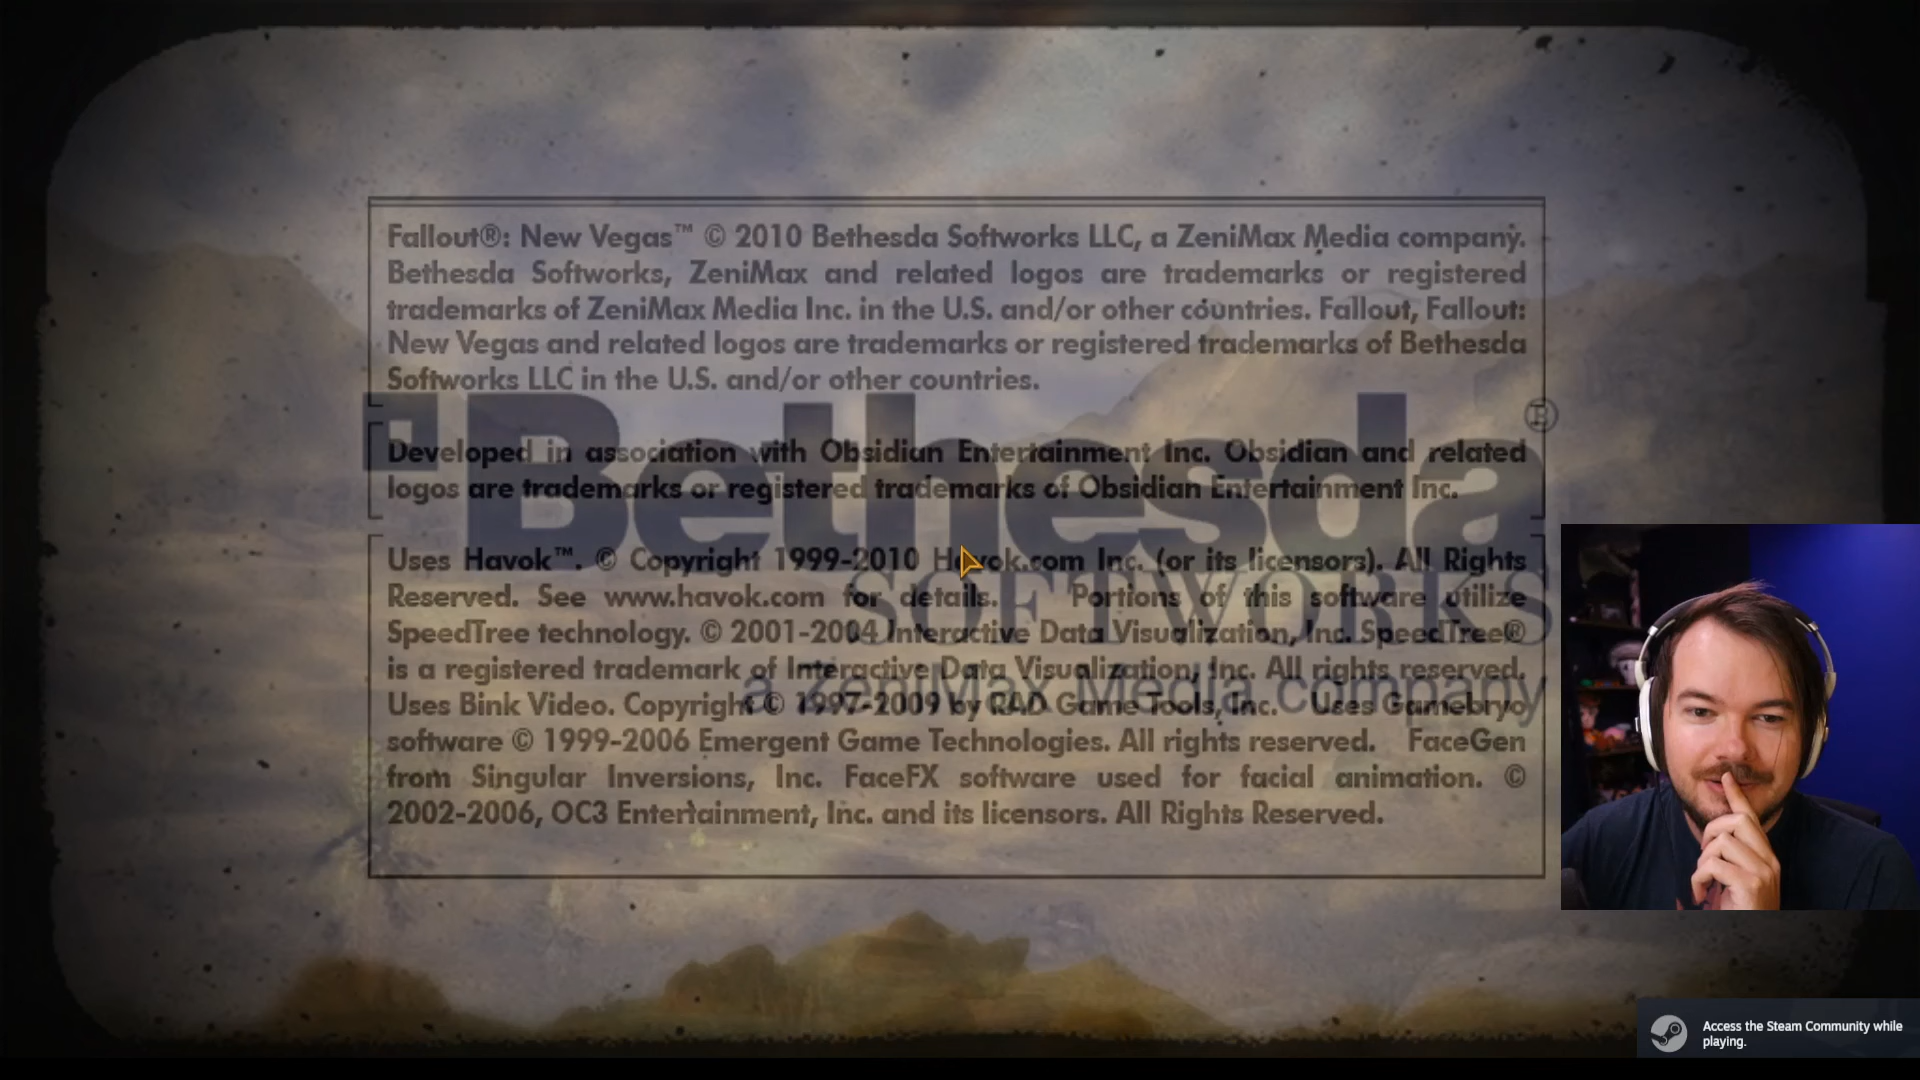 Fallout®: New Vegas™ © 2010 Bethesda Softworks LLC, a ZeniMax Media company.
Bethesda Softworks, ZeniMax and related logos are trademarks or registered
trademarks of ZeniMax Media Inc. in the U.S. and/or other countries. Fallout, Fallout:
New Vegas and related logos are trademarks or registered trademarks of Bethesda
Softworks LLC in the U.S. and/or other countries.
Bethesda®
Developed in association with Obsidian Entertainment Inc. Obsidian and related
logos are trademarks or registered trademarks of Obsidian Entertainment Inc.
Uses Havok™. © Copyright 1999-2010 Havok.com Inc. (or its licensors). All Rights
Reserved. See www.havok.com for details. Portions of this software utilize
SOFTWORKS
SpeedTree technology. © 2001-2004 Interactive Data Visualization, Inc. SpeedTree®
is a registered trademark of Interactive Data Visualization, Inc. All rights reserved.
a ZeniMax Media company
Uses Bink Video. Copyright © 1997-2009 by RAD Game Tools, Inc. Uses Gamebryo
software © 1999-2006 Emergent Game Technologies. All rights reserved. FaceGen
from Singular Inversions, Inc. FaceFX software used for facial animation. ©
2002-2006, OC3 Entertainment, Inc. and its licensors. All Rights Reserved.
Access the Steam Community while
playing.